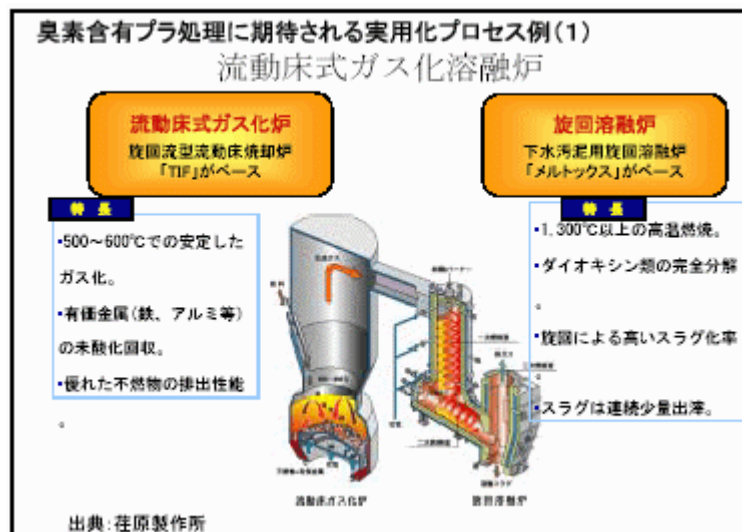 臭素含有プラ処理に期待される実用化プロセス例(1)
流動床式ガス化溶融炉
流動床式ガス化炉
旋回流型流動床焼却炉
「TIF」がベース
特 長
・500～600℃での安定した
ガス化。
・有価金属(鉄、アルミ等)
の未酸化回収。
・優れた不燃物の排出性能
。
旋回溶融炉
下水汚泥用旋回溶融炉
「メルトックス」がベース
特 長
・1,300℃以上の高温燃焼。
・ダイオキシン類の完全分解
。
・旋回による高いスラグ化率
。
・スラグは連続少量出滓。
流動床ガス化炉
旋回溶融炉
出典：荏原製作所